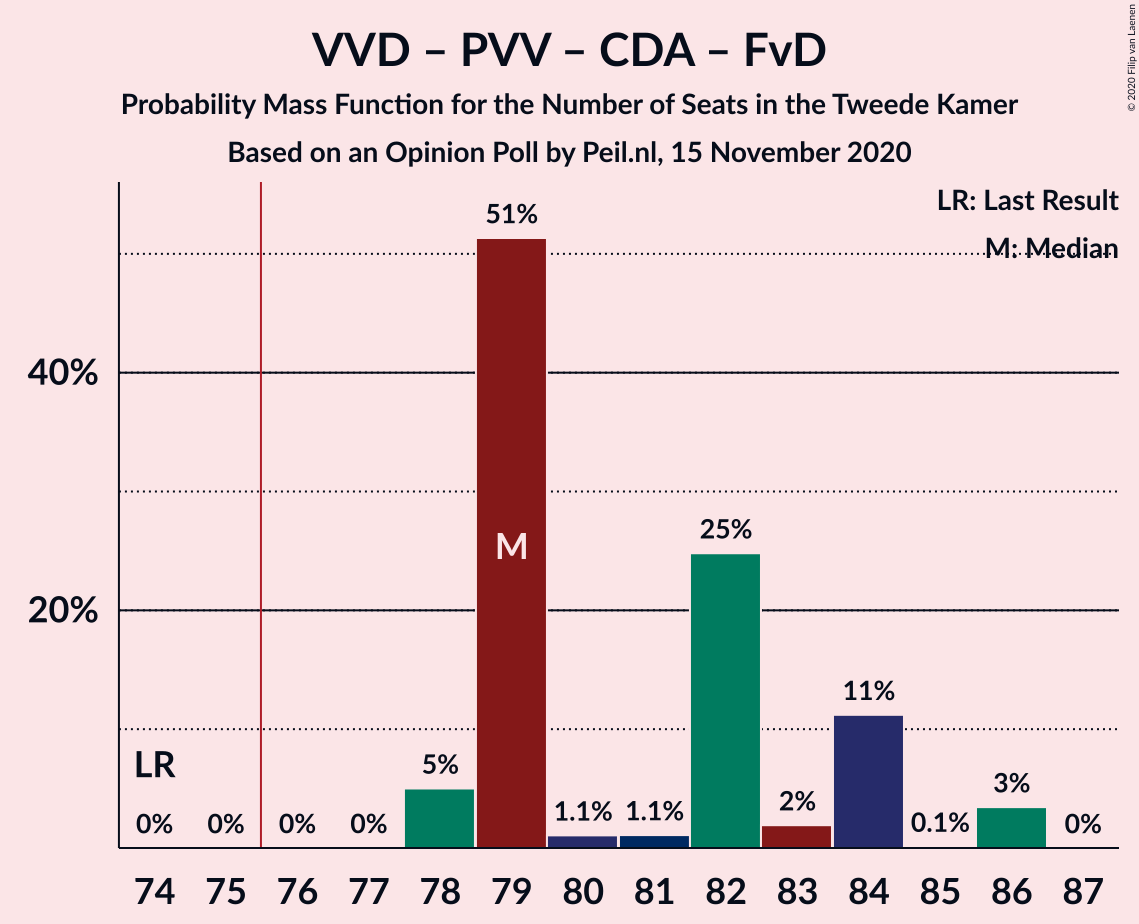 VVD – PVV – CDA – FvD
Probability Mass Function for the Number of Seats in the Tweede Kamer
Based on an Opinion Poll by Peil.nl, 15 November 2020
© 2020 Filip van Laenen
LR: Last Result
M: Median
51%
40%
M
25%
20%
11%
LR
5%
3%
2%
1.1%
1.1%
0.1%
0%
0%
0%
0%
0%
74 75 76 77 78 79 80 81 82 83 84 85 86 87